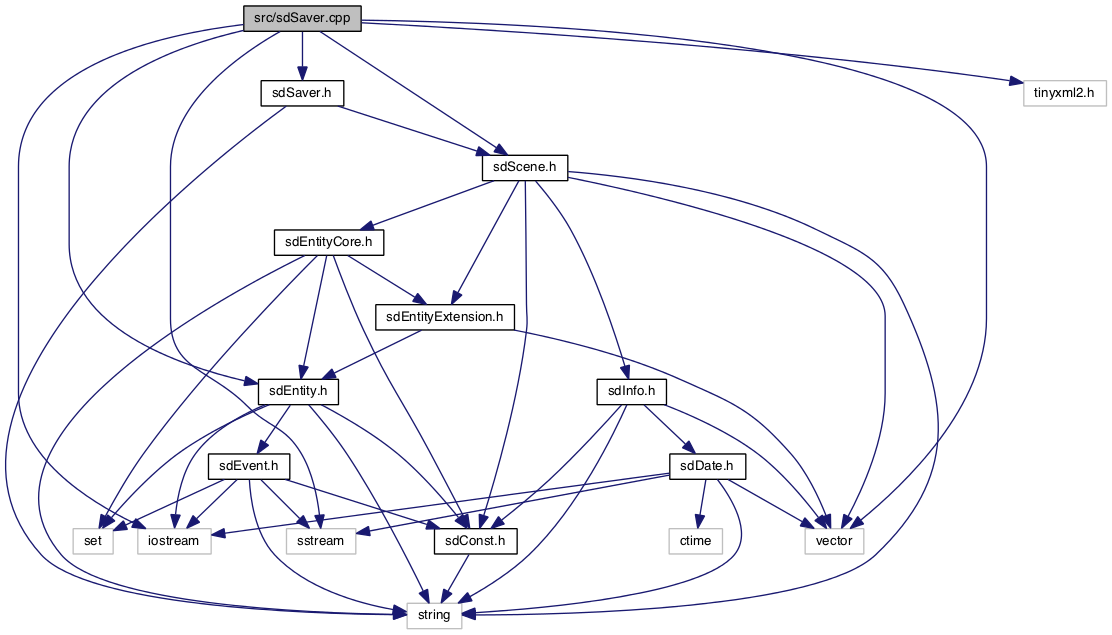 src/sdSaver.cpp
sdSaver.h
tinyxml2.h
sdScene.h
sdEntityCore.h
sdEntityExtension.h
sdEntity.h
sdInfo.h
sdEvent.h
sdDate.h
set
iostream
sstream
sdConst.h
ctime
vector
string